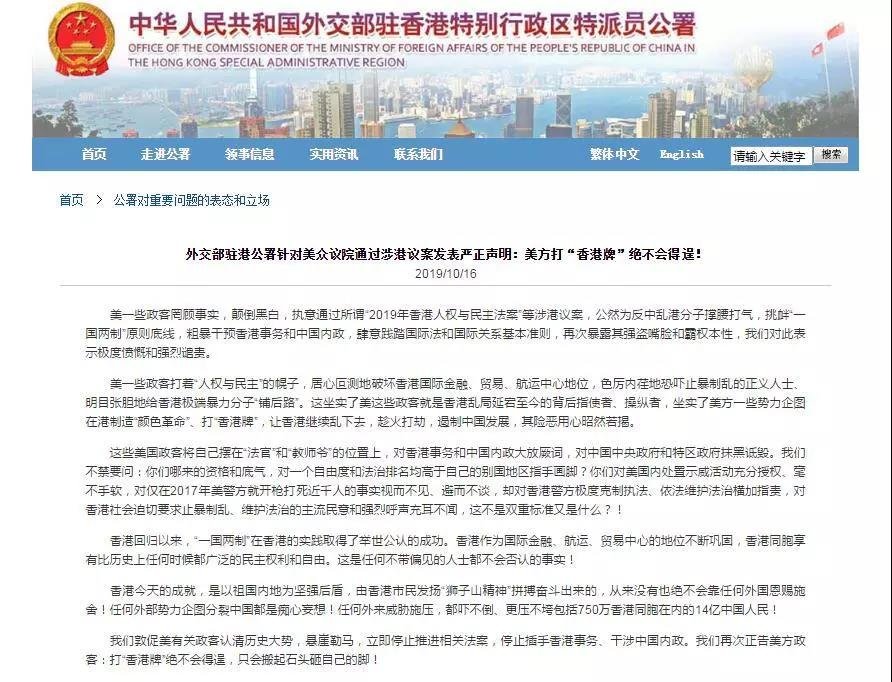 中华人民共和国外交部驻香港特别行政区特派员公署
OFFICE OF THE COMMISSIONER OF THE MINISTRY OF FOREIGN AFFAIRS OF THE PEOPLE'S REPUBLIC OF CHINA IN
THE HONG KONG SPECIAL ADMINISTRATIVE REGION
首页 走进公署 领事信息 实用资讯 联系我们 繁体中文 English 请输入关键字 搜索
首页 > 公署对重要问题的表态和立场
外交部驻港公署针对美众议院通过涉港议案发表严正声明：美方打“香港牌”绝不会得逞！
2019/10/16
美一些政客罔顾事实，颠倒黑白，执意通过所谓“2019年香港人权与民主法案”等涉港议案，公然为反中乱港分子撑腰打气，挑衅“一
国两制”原则底线，粗暴干预香港事务和中国内政，肆意践踏国际法和国际关系基本准则，再次暴露其强盗嘴脸和霸权本性，我们对此表
示极度愤慨和强烈谴责。
美一些政客打着“人权与民主”的幌子，居心叵测地破坏香港国际金融、贸易、航运中心地位，色厉内荏地恐吓止暴制乱的正义人士、
明目张胆地给香港极端暴力分子“铺后路”。这坐实了美这些政客就是香港乱局延宕至今的背后指使者、操纵者，坐实了美方一些势力企图
在港制造“颜色革命”、打“香港牌”，让香港继续乱下去，趁火打劫，遏制中国发展，其险恶用心昭然若揭。
这些美国政客将自己摆在“法官”和“教师爷”的位置上，对香港事务和中国内政大放厥词，对中国中央政府和特区政府抹黑诋毁。我们
不禁要问：你们哪来的资格和底气，对一个自由度和法治排名均高于自己的别国地区指手画脚？你们对美国内处置示威活动充分授权、毫
不手软，对仅在2017年美警方就开枪打死近千人的事实视而不见、避而不谈，却对香港警方极度克制执法、依法维护法治横加指责，对
香港社会迫切要求止暴制乱、维护法治的主流民意和强烈呼声充耳不闻，这不是双重标准又是什么？！
香港回归以来，“一国两制”在香港的实践取得了举世公认的成功。香港作为国际金融、航运、贸易中心的地位不断巩固，香港同胞享
有比历史上任何时候都广泛的民主权利和自由。这是任何不带偏见的人士都不会否认的事实！
香港今天的成就，是以祖国内地为坚强后盾，由香港市民发扬“狮子山精神”拼搏奋斗出来的，从来没有也绝不会靠任何外国恩赐施
舍！任何外部势力企图分裂中国都是痴心妄想！任何外来威胁施压，都吓不倒、更压不垮包括750万香港同胞在内的14亿中国人民！
我们敦促美有关政客认清历史大势，悬崖勒马，立即停止推进相关法案，停止插手香港事务、干涉中国内政。我们再次正告美方政
客：打“香港牌”绝不会得逞，只会搬起石头砸自己的脚！